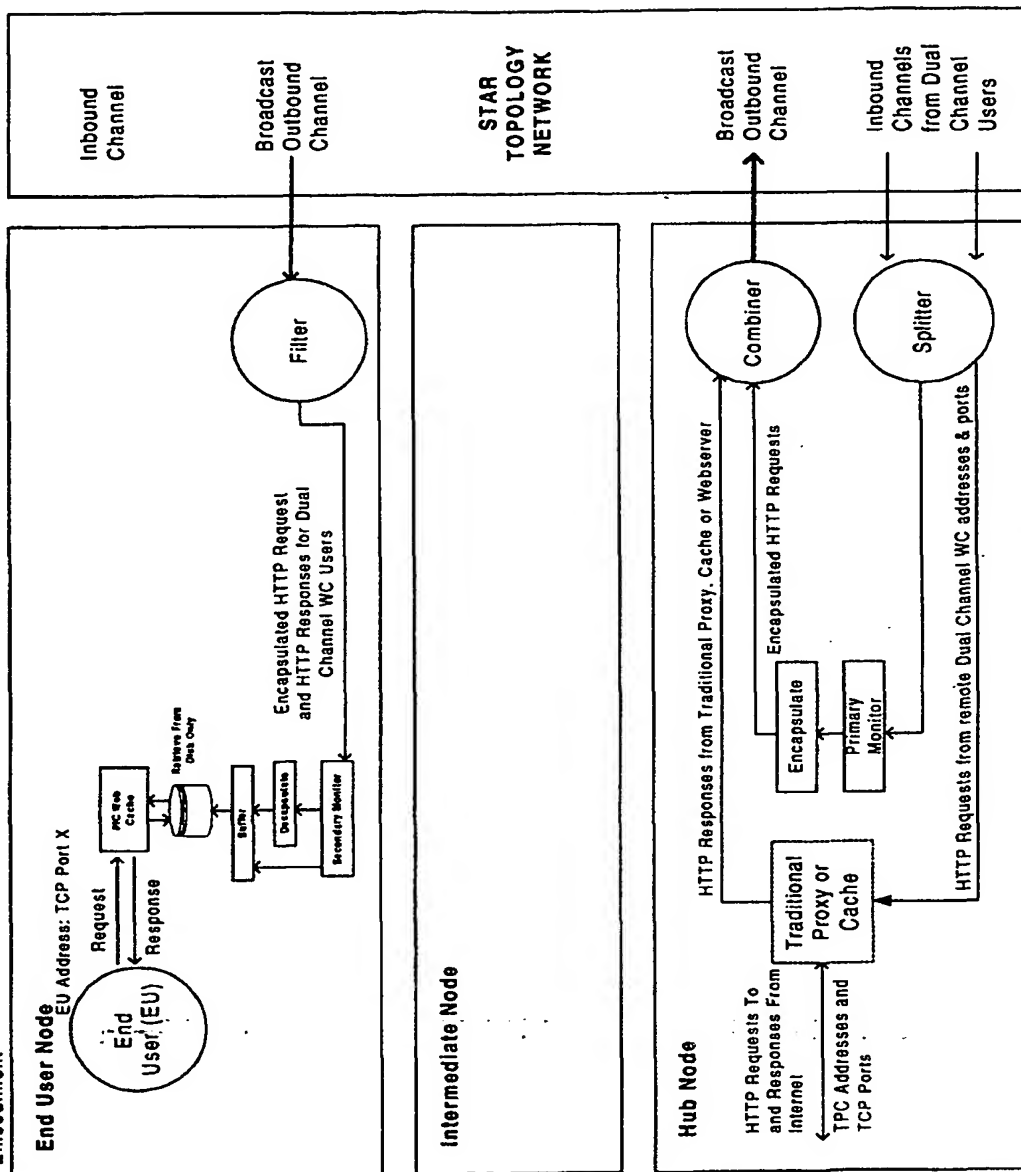 End User Node
EU Address: TCP Port X
End
User (EU)
Request
Response
PIC Web
Cache
Retrieve From
Disk Only
Buffer
Decapsulate
Secondary Monitor
Encapsulated HTTP Request
and HTTP Responses for Dual
Channel WC Users
Filter
Inbound
Channel
Broadcast
Outbound
Channel
STAR
TOPOLOGY
NETWORK
Intermediate Node
Hub Node
HTTP Requests To
and Responses From
Internet
TPC Addresses and
TCP Ports
Traditional
Proxy or
Cache
HTTP Responses from Traditional Proxy, Cache or Webserver
Encapsulated HTTP Requests
Encapsulate
Primary
Monitor
HTTP Requests from remote Dual Channel WC addresses & ports
Combiner
Splitter
Broadcast
Outbound
Channel
Inbound
Channels
from Dual
Channel
Users